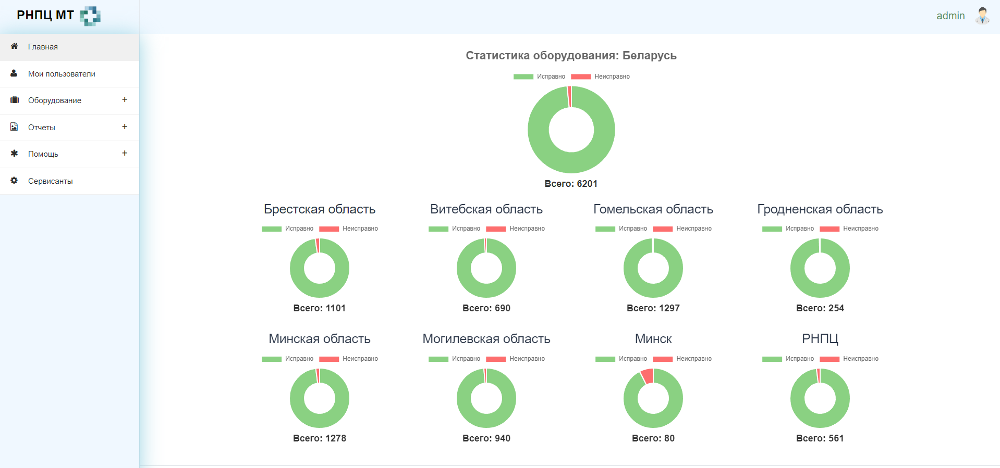 РНПЦ МТ
admin
Главная
Мои пользователи
Оборудование +
Отчеты +
Помощь +
Сервисанты
Статистика оборудования: Беларусь
Исправно Неисправно
Всего: 6201
Брестская область Витебская область Гомельская область Гродненская область
Исправно Неисправно Исправно Неисправно Исправно Неисправно Исправно Неисправно
Всего: 1101 Всего: 690 Всего: 1297 Всего: 254
Минская область Могилевская область Минск РНПЦ
Исправно Неисправно Исправно Неисправно Исправно Неисправно Исправно Неисправно
Всего: 1278 Всего: 940 Всего: 80 Всего: 561